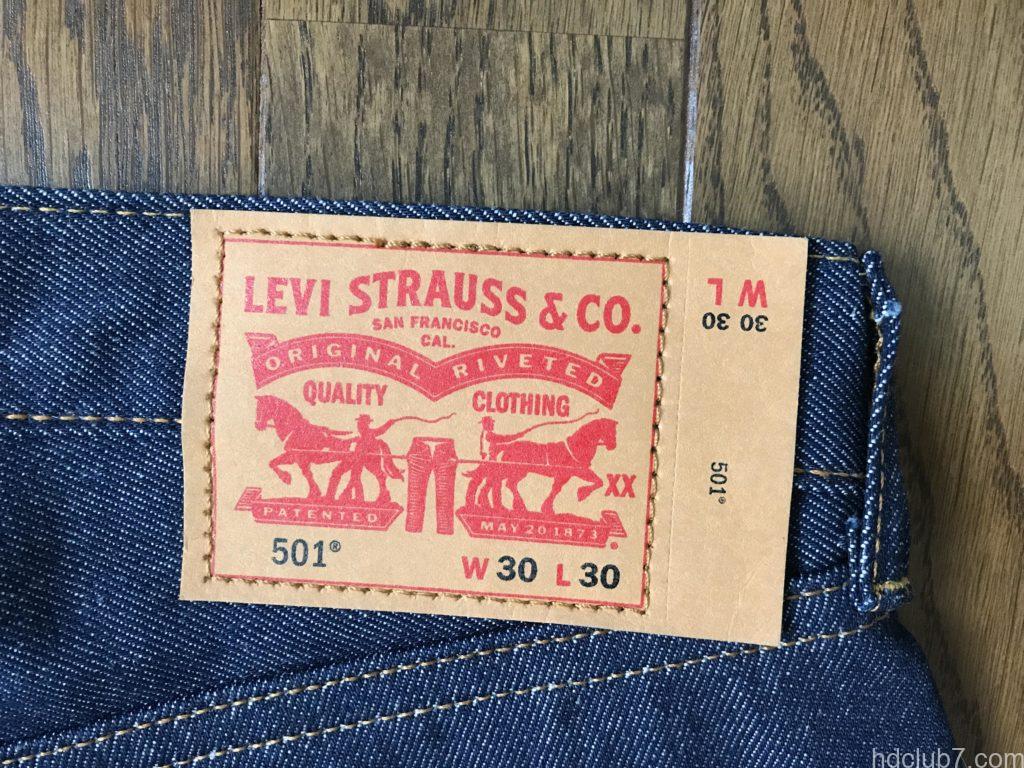 LEVI STRAUSS & CO.
SAN FRANCISCO
CAL.
ORIGINAL RIVETED
QUALITY CLOTHING
XX
PATENTED MAY 20 1873
®
501® W 30 L 30
W L
30 30
501®
hdclub7.com